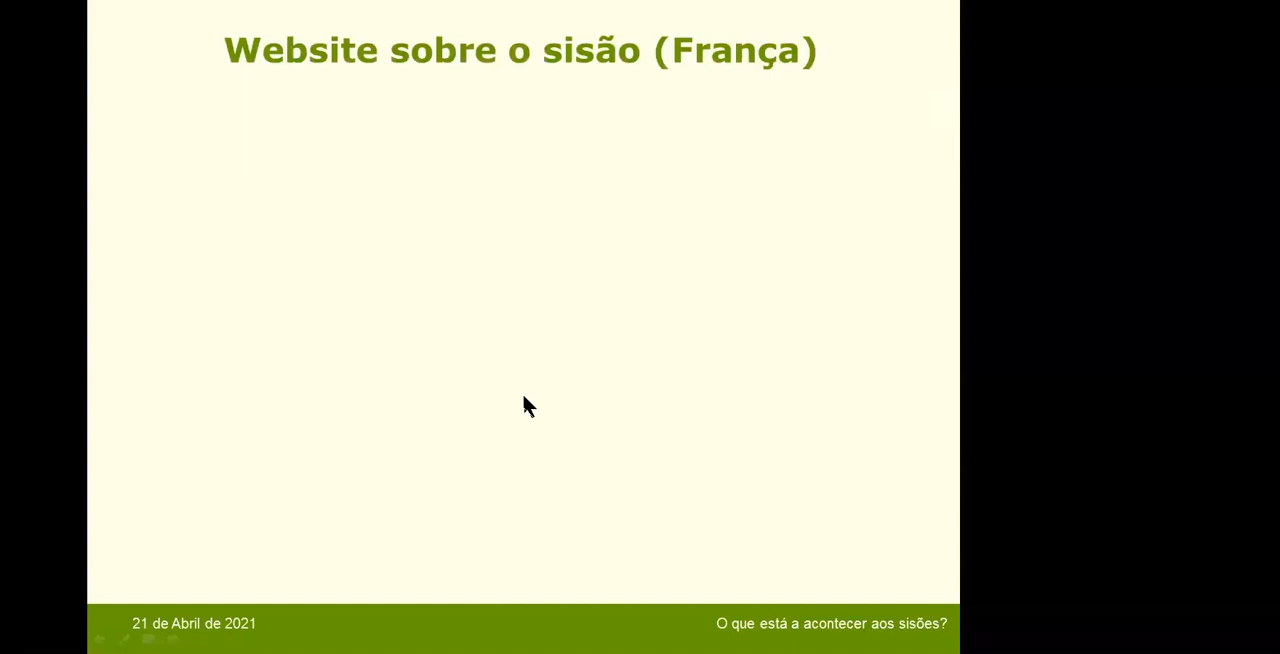 Website sobre o sisão (França)
21 de Abril de 2021
O que está a acontecer aos sisões?